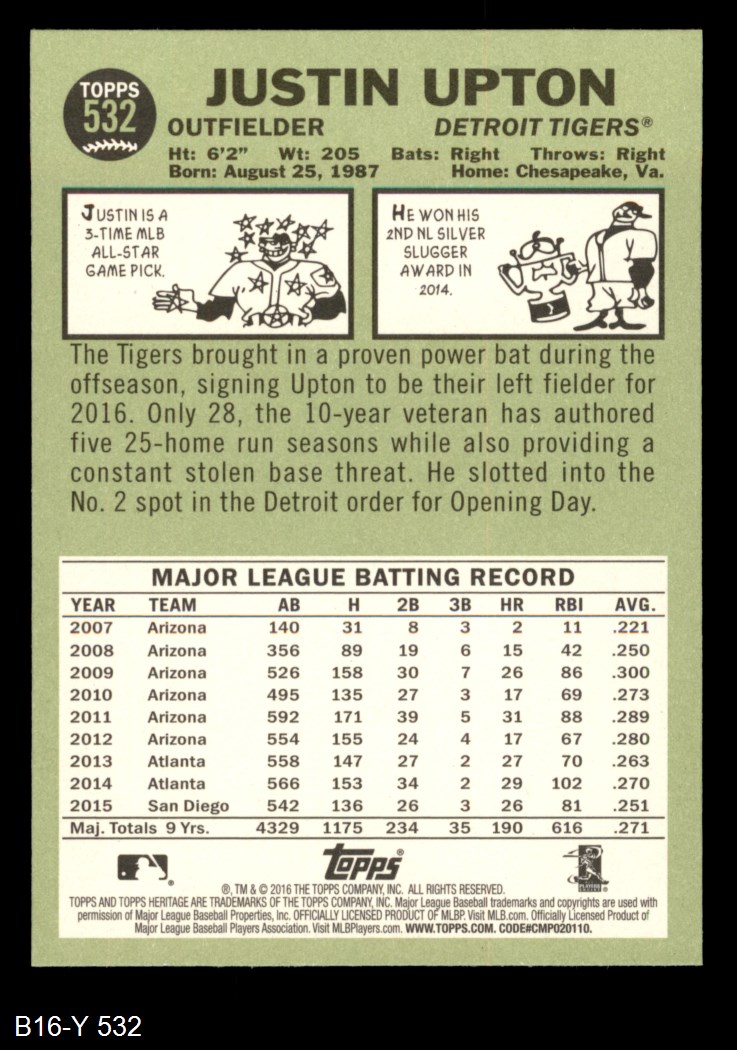 TOPPS
532
JUSTIN UPTON
OUTFIELDER DETROIT TIGERS®
Ht: 6'2" Wt: 205 Bats: Right Throws: Right
Born: August 25, 1987 Home: Chesapeake, Va.
JUSTIN IS A
3-TIME MLB
ALL-STAR
GAME PICK.
HE WON HIS
2ND NL SILVER
SLUGGER
AWARD IN
2014.
The Tigers brought in a proven power bat during the
offseason, signing Upton to be their left fielder for
2016. Only 28, the 10-year veteran has authored
five 25-home run seasons while also providing a
constant stolen base threat. He slotted into the
No. 2 spot in the Detroit order for Opening Day.
MAJOR LEAGUE BATTING RECORD
YEAR TEAM AB H 2B 3B HR RBI AVG.
2007 Arizona 140 31 8 3 2 11 .221
2008 Arizona 356 89 19 6 15 42 .250
2009 Arizona 526 158 30 7 26 86 .300
2010 Arizona 495 135 27 3 17 69 .273
2011 Arizona 592 171 39 5 31 88 .289
2012 Arizona 554 155 24 4 17 67 .280
2013 Atlanta 558 147 27 2 27 70 .263
2014 Atlanta 566 153 34 2 29 102 .270
2015 San Diego 542 136 26 3 26 81 .251
Maj. Totals 9 Yrs. 4329 1175 234 35 190 616 .271
topps®
®, TM & © 2016 THE TOPPS COMPANY, INC. ALL RIGHTS RESERVED.
TOPPS AND TOPPS HERITAGE ARE TRADEMARKS OF THE TOPPS COMPANY, INC. Major League Baseball trademarks and copyrights are used with
permission of Major League Baseball Properties, Inc. OFFICIALLY LICENSED PRODUCT OF MLBP. Visit MLB.com. Officially Licensed Product of
Major League Baseball Players Association. Visit MLBPlayers.com. WWW.TOPPS.COM. CODE#CMP020110.
B16-Y 532